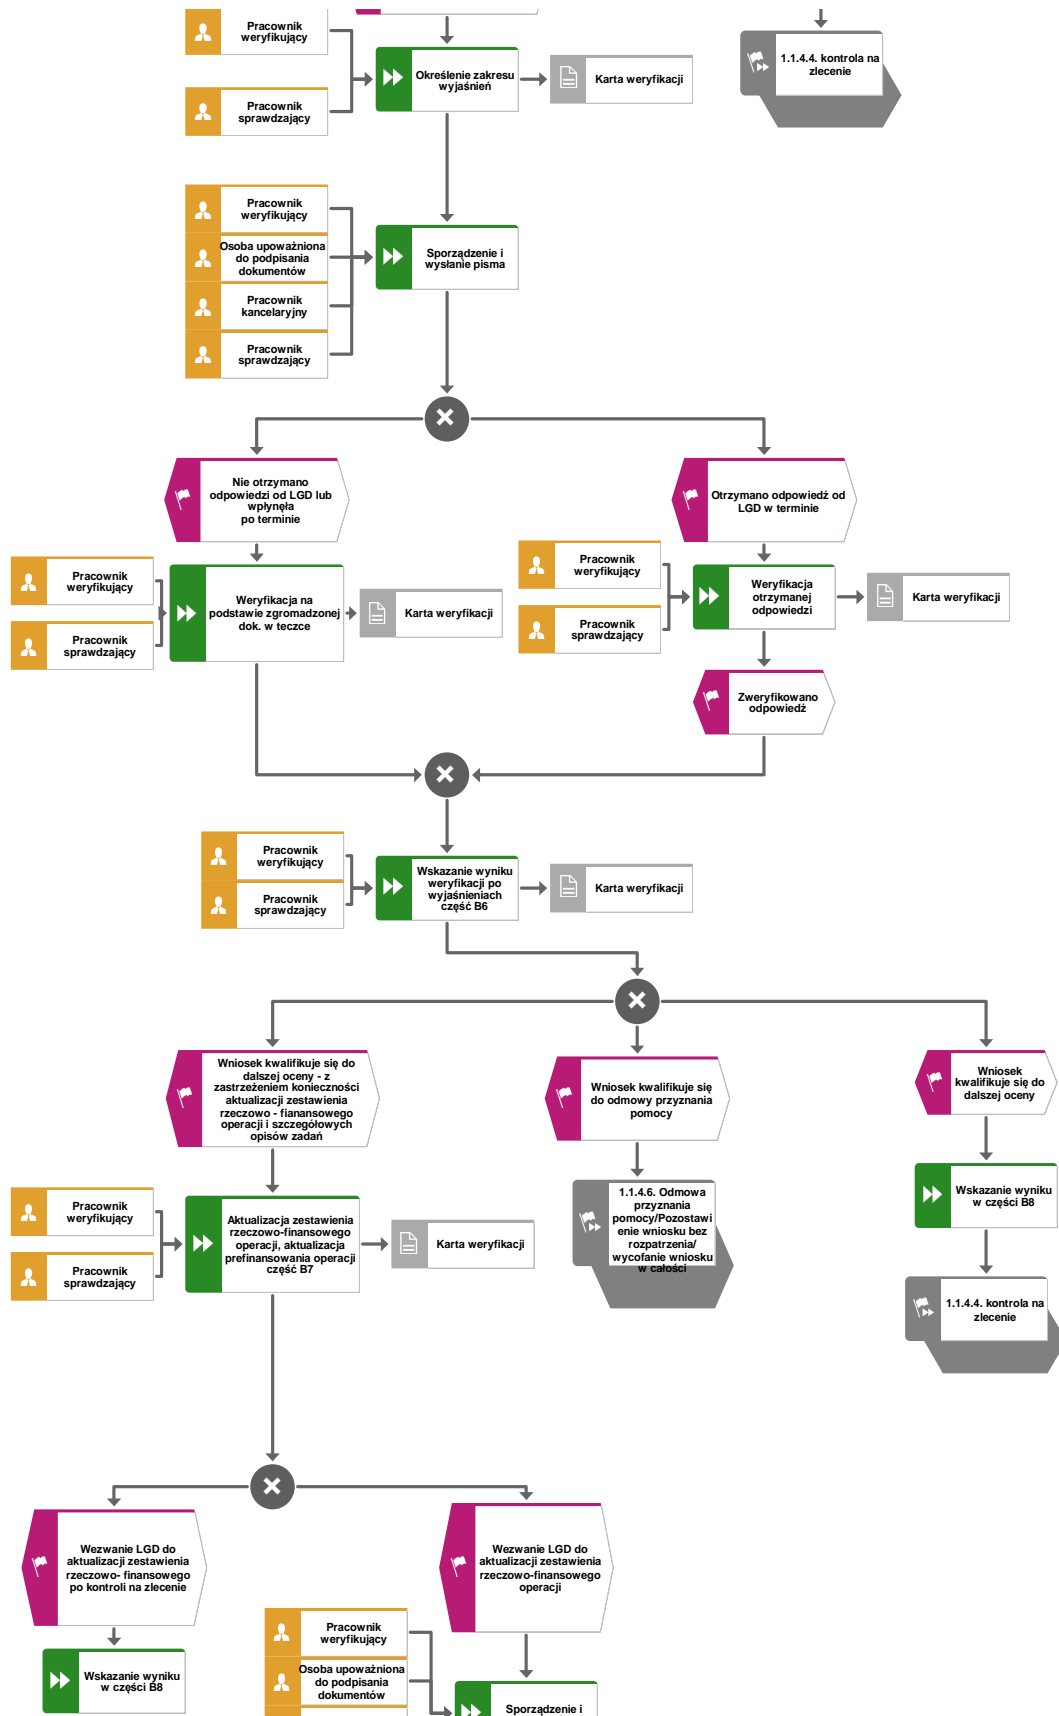 Pracownik
weryfikujący
1.1.4.4. kontrola na
zlecenie
Określenie zakresu
wyjaśnień
Karta weryfikacji
Pracownik
sprawdzający
Pracownik
weryfikujący
Osoba upoważniona
do podpisania
dokumentów
Sporządzenie i
wysłanie pisma
Pracownik
kancelaryjny
Pracownik
sprawdzający
Nie otrzymano
odpowiedzi od LGD lub
wpłynęła
po terminie
Otrzymano odpowiedź od
LGD w terminie
Pracownik
weryfikujący
Weryfikacja na
podstawie zgromadzonej
dok. w teczce
Karta weryfikacji
Pracownik
sprawdzający
Pracownik
weryfikujący
Weryfikacja
otrzymanej
odpowiedzi
Karta weryfikacji
Pracownik
sprawdzający
Zweryfikowano
odpowiedź
Pracownik
weryfikujący
Pracownik
sprawdzający
Wskazanie wyniku
weryfikacji po
wyjaśnieniach
część B6
Karta weryfikacji
Wniosek kwalifikuje się do
dalszej oceny - z
zastrzeżeniem konieczności
aktualizacji zestawienia
rzeczowo - fianansowego
operacji i szczegółowych
opisów zadań
Wniosek kwalifikuje się
do odmowy przyznania
pomocy
Wniosek
kwalifikuje się do
dalszej oceny
Pracownik
weryfikujący
Pracownik
sprawdzający
Aktualizacja zestawienia
rzeczowo-finansowego
operacji, aktualizacja
prefinansowania operacji
część B7
Karta weryfikacji
1.1.4.6. Odmowa
przyznania
pomocy/Pozostawi
enie wniosku bez
rozpatrzenia/
wycofanie wniosku
w całości
Wskazanie wyniku
w części B8
1.1.4.4. kontrola na
zlecenie
Wezwanie LGD do
aktualizacji zestawienia
rzeczowo- finansowego
po kontroli na zlecenie
Wezwanie LGD do
aktualizacji zestawienia
rzeczowo-finansowego
operacji
Wskazanie wyniku
w części B8
Pracownik
weryfikujący
Osoba upoważniona
do podpisania
dokumentów
Sporządzenie i